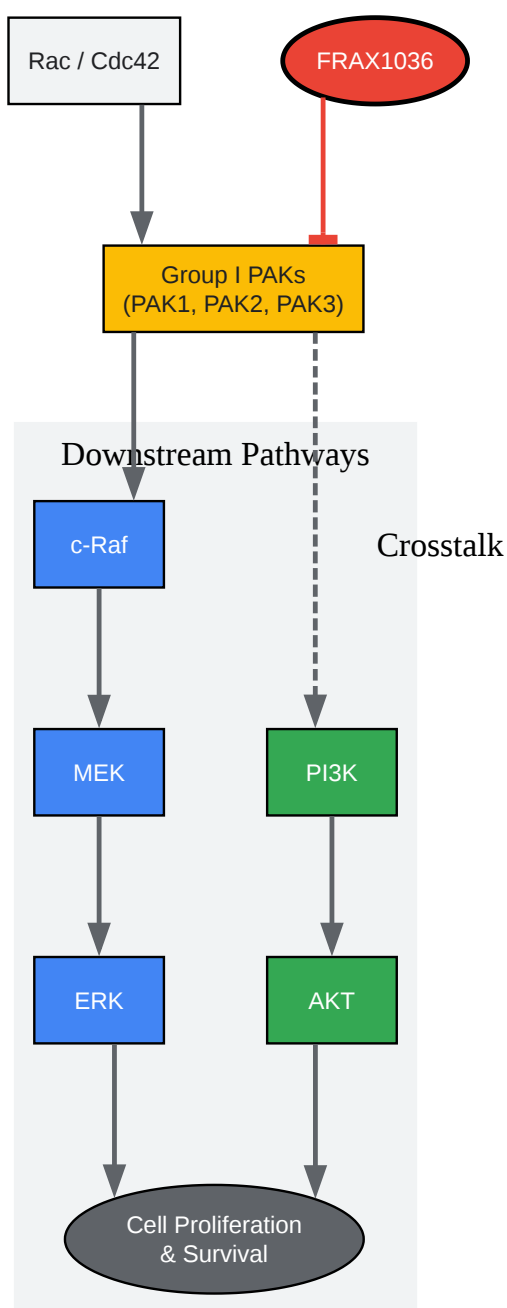 Rac / Cdc42
FRAX1036
Group I PAKs
(PAK1, PAK2, PAK3)
Downstream Pathways
c-Raf
Crosstalk
MEK
PI3K
ERK
AKT
Cell Proliferation
& Survival